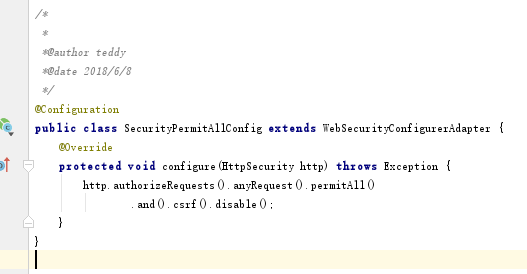 /*
 *
 *@author teddy
 *@date 2018/6/8
 */
@Configuration
public class SecurityPermitAllConfig extends WebSecurityConfigurerAdapter {
    @Override
    protected void configure(HttpSecurity http) throws Exception {
        http.authorizeRequests().anyRequest().permitAll()
                .and().csrf().disable();
    }
}